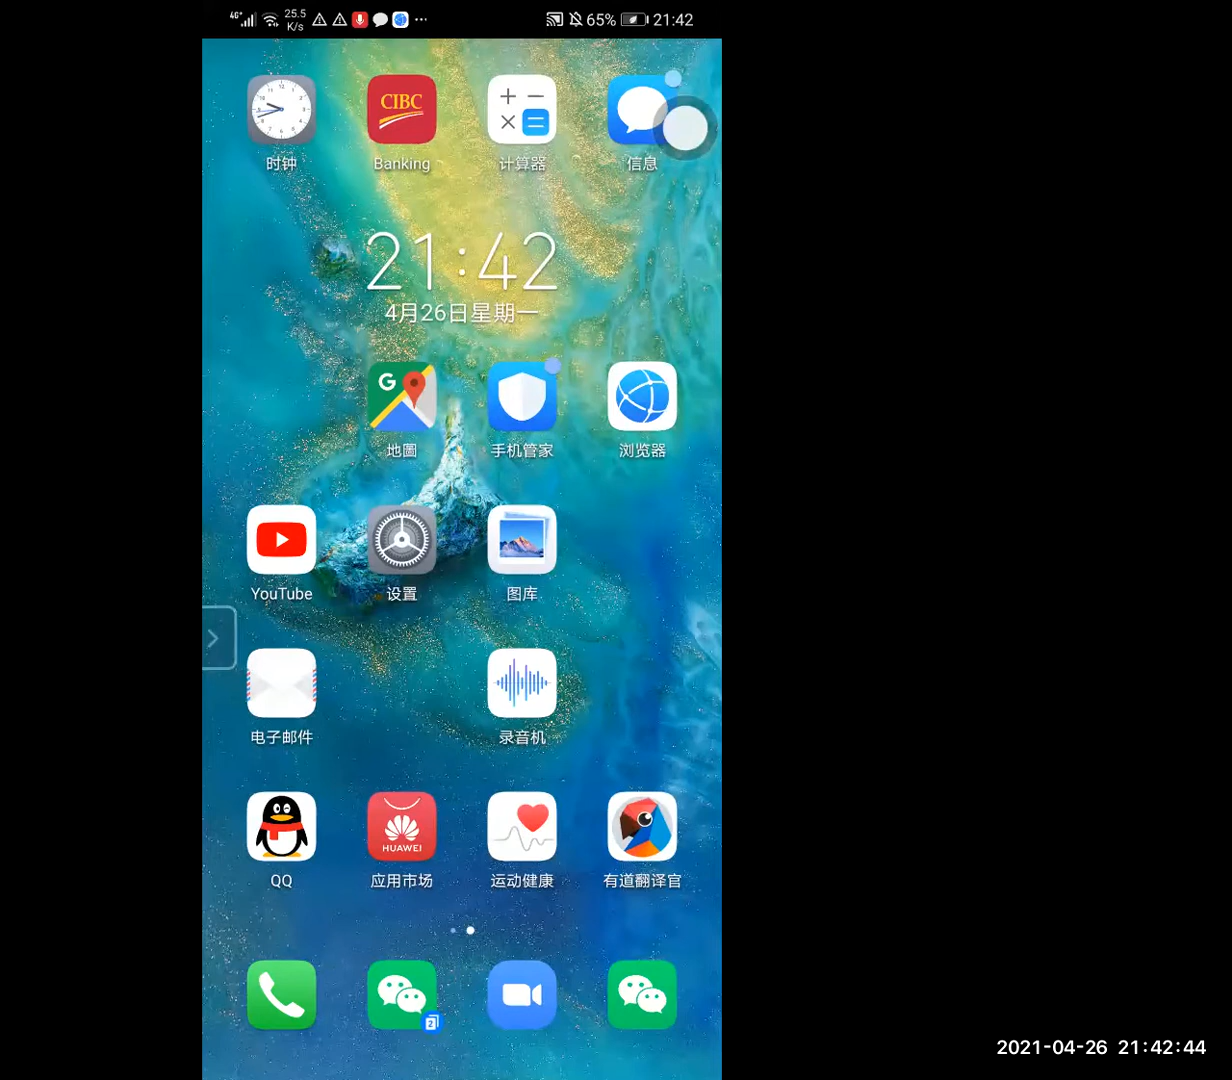 4G 25.5 K/s 65% 21:42
CIBC
时钟 Banking 计算器 信息
21:42
4月26日星期一
G
地圖 手机管家 浏览器
YouTube 设置 图库
电子邮件 录音机
HUAWEI
QQ 应用市场 运动健康 有道翻译官
2
2021-04-26 21:42:44